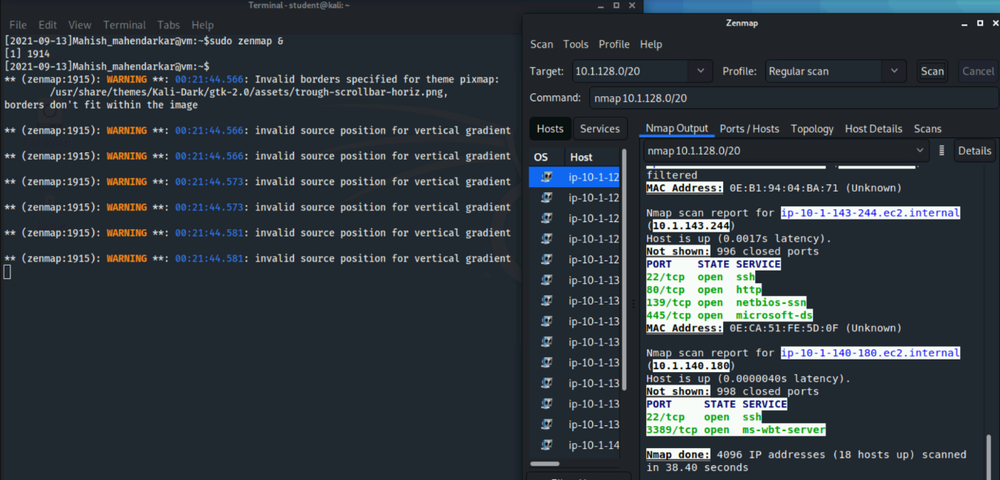 Terminal - student@kali: ~
File Edit View Terminal Tabs Help
[2021-09-13]Mahish_mahendarkar@vm:~$sudo zenmap &
[1] 1914
[2021-09-13]Mahish_mahendarkar@vm:~$
** (zenmap:1915): WARNING **: 00:21:44.566: Invalid borders specified for theme pixmap:
/usr/share/themes/Kali-Dark/gtk-2.0/assets/trough-scrollbar-horiz.png,
borders don't fit within the image
** (zenmap:1915): WARNING **: 00:21:44.566: invalid source position for vertical gradient
** (zenmap:1915): WARNING **: 00:21:44.566: invalid source position for vertical gradient
** (zenmap:1915): WARNING **: 00:21:44.573: invalid source position for vertical gradient
** (zenmap:1915): WARNING **: 00:21:44.573: invalid source position for vertical gradient
** (zenmap:1915): WARNING **: 00:21:44.581: invalid source position for vertical gradient
** (zenmap:1915): WARNING **: 00:21:44.581: invalid source position for vertical gradient
Zenmap
Scan Tools Profile Help
Target: 10.1.128.0/20 Profile: Regular scan Scan Cancel
Command: nmap 10.1.128.0/20
Hosts Services
OS Host
ip-10-1-12
ip-10-1-12
ip-10-1-12
ip-10-1-12
ip-10-1-12
ip-10-1-13
ip-10-1-13
ip-10-1-13
ip-10-1-13
ip-10-1-13
ip-10-1-13
ip-10-1-13
ip-10-1-13
ip-10-1-14
Nmap Output Ports / Hosts Topology Host Details Scans
nmap 10.1.128.0/20 Details
filtered
MAC Address: 0E:B1:94:04:BA:71 (Unknown)
Nmap scan report for ip-10-1-143-244.ec2.internal
(10.1.143.244)
Host is up (0.0017s latency).
Not shown: 996 closed ports
PORT STATE SERVICE
22/tcp open ssh
80/tcp open http
139/tcp open netbios-ssn
445/tcp open microsoft-ds
MAC Address: 0E:CA:51:FE:5D:0F (Unknown)
Nmap scan report for ip-10-1-140-180.ec2.internal
(10.1.140.180)
Host is up (0.0000040s latency).
Not shown: 998 closed ports
PORT STATE SERVICE
22/tcp open ssh
3389/tcp open ms-wbt-server
Nmap done: 4096 IP addresses (18 hosts up) scanned
in 38.40 seconds